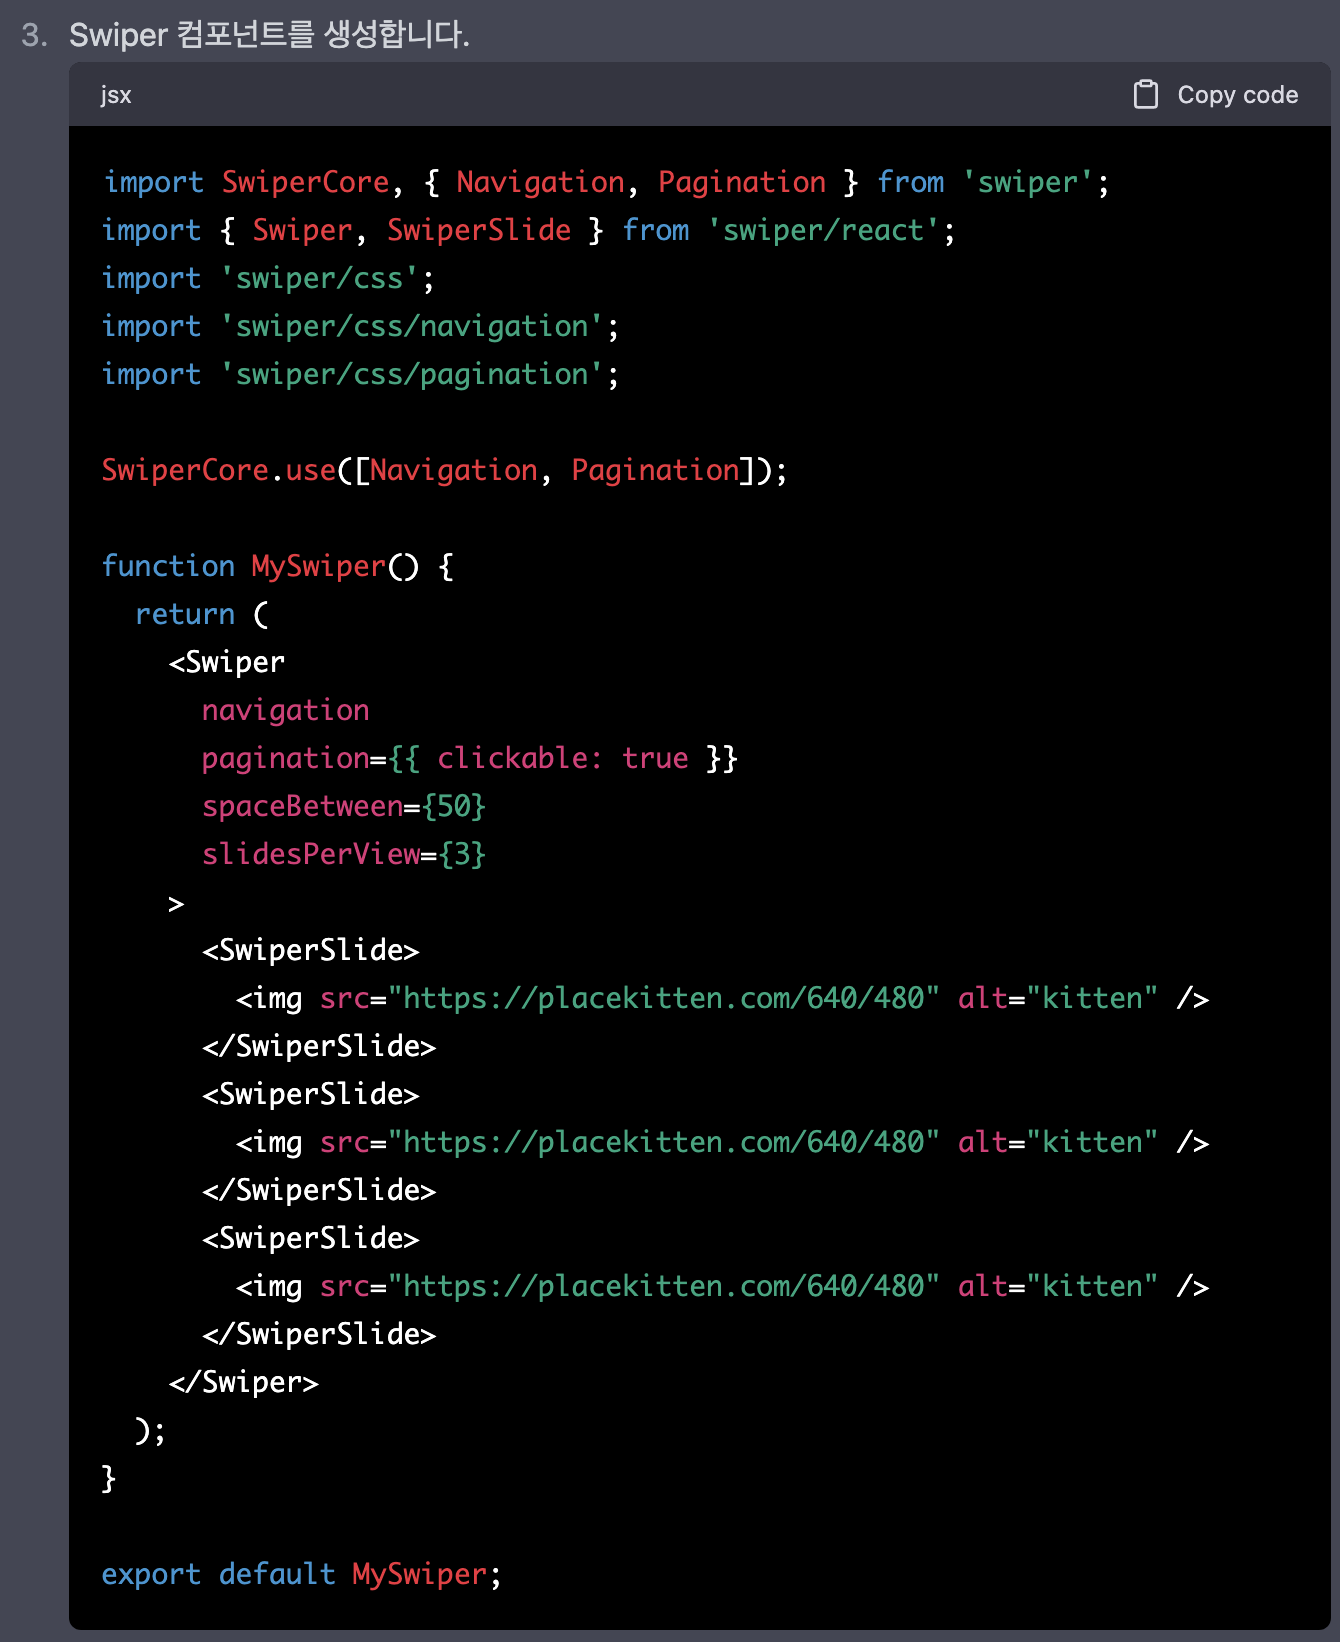 3. Swiper 컴포넌트를 생성합니다.
jsx
Copy code
import SwiperCore, { Navigation, Pagination } from 'swiper';
import { Swiper, SwiperSlide } from 'swiper/react';
import 'swiper/css';
import 'swiper/css/navigation';
import 'swiper/css/pagination';

SwiperCore.use([Navigation, Pagination]);

function MySwiper() {
  return (
    <Swiper
      navigation
      pagination={{ clickable: true }}
      spaceBetween={50}
      slidesPerView={3}
    >
      <SwiperSlide>
        <img src="https://placekitten.com/640/480" alt="kitten" />
      </SwiperSlide>
      <SwiperSlide>
        <img src="https://placekitten.com/640/480" alt="kitten" />
      </SwiperSlide>
      <SwiperSlide>
        <img src="https://placekitten.com/640/480" alt="kitten" />
      </SwiperSlide>
    </Swiper>
  );
}

export default MySwiper;